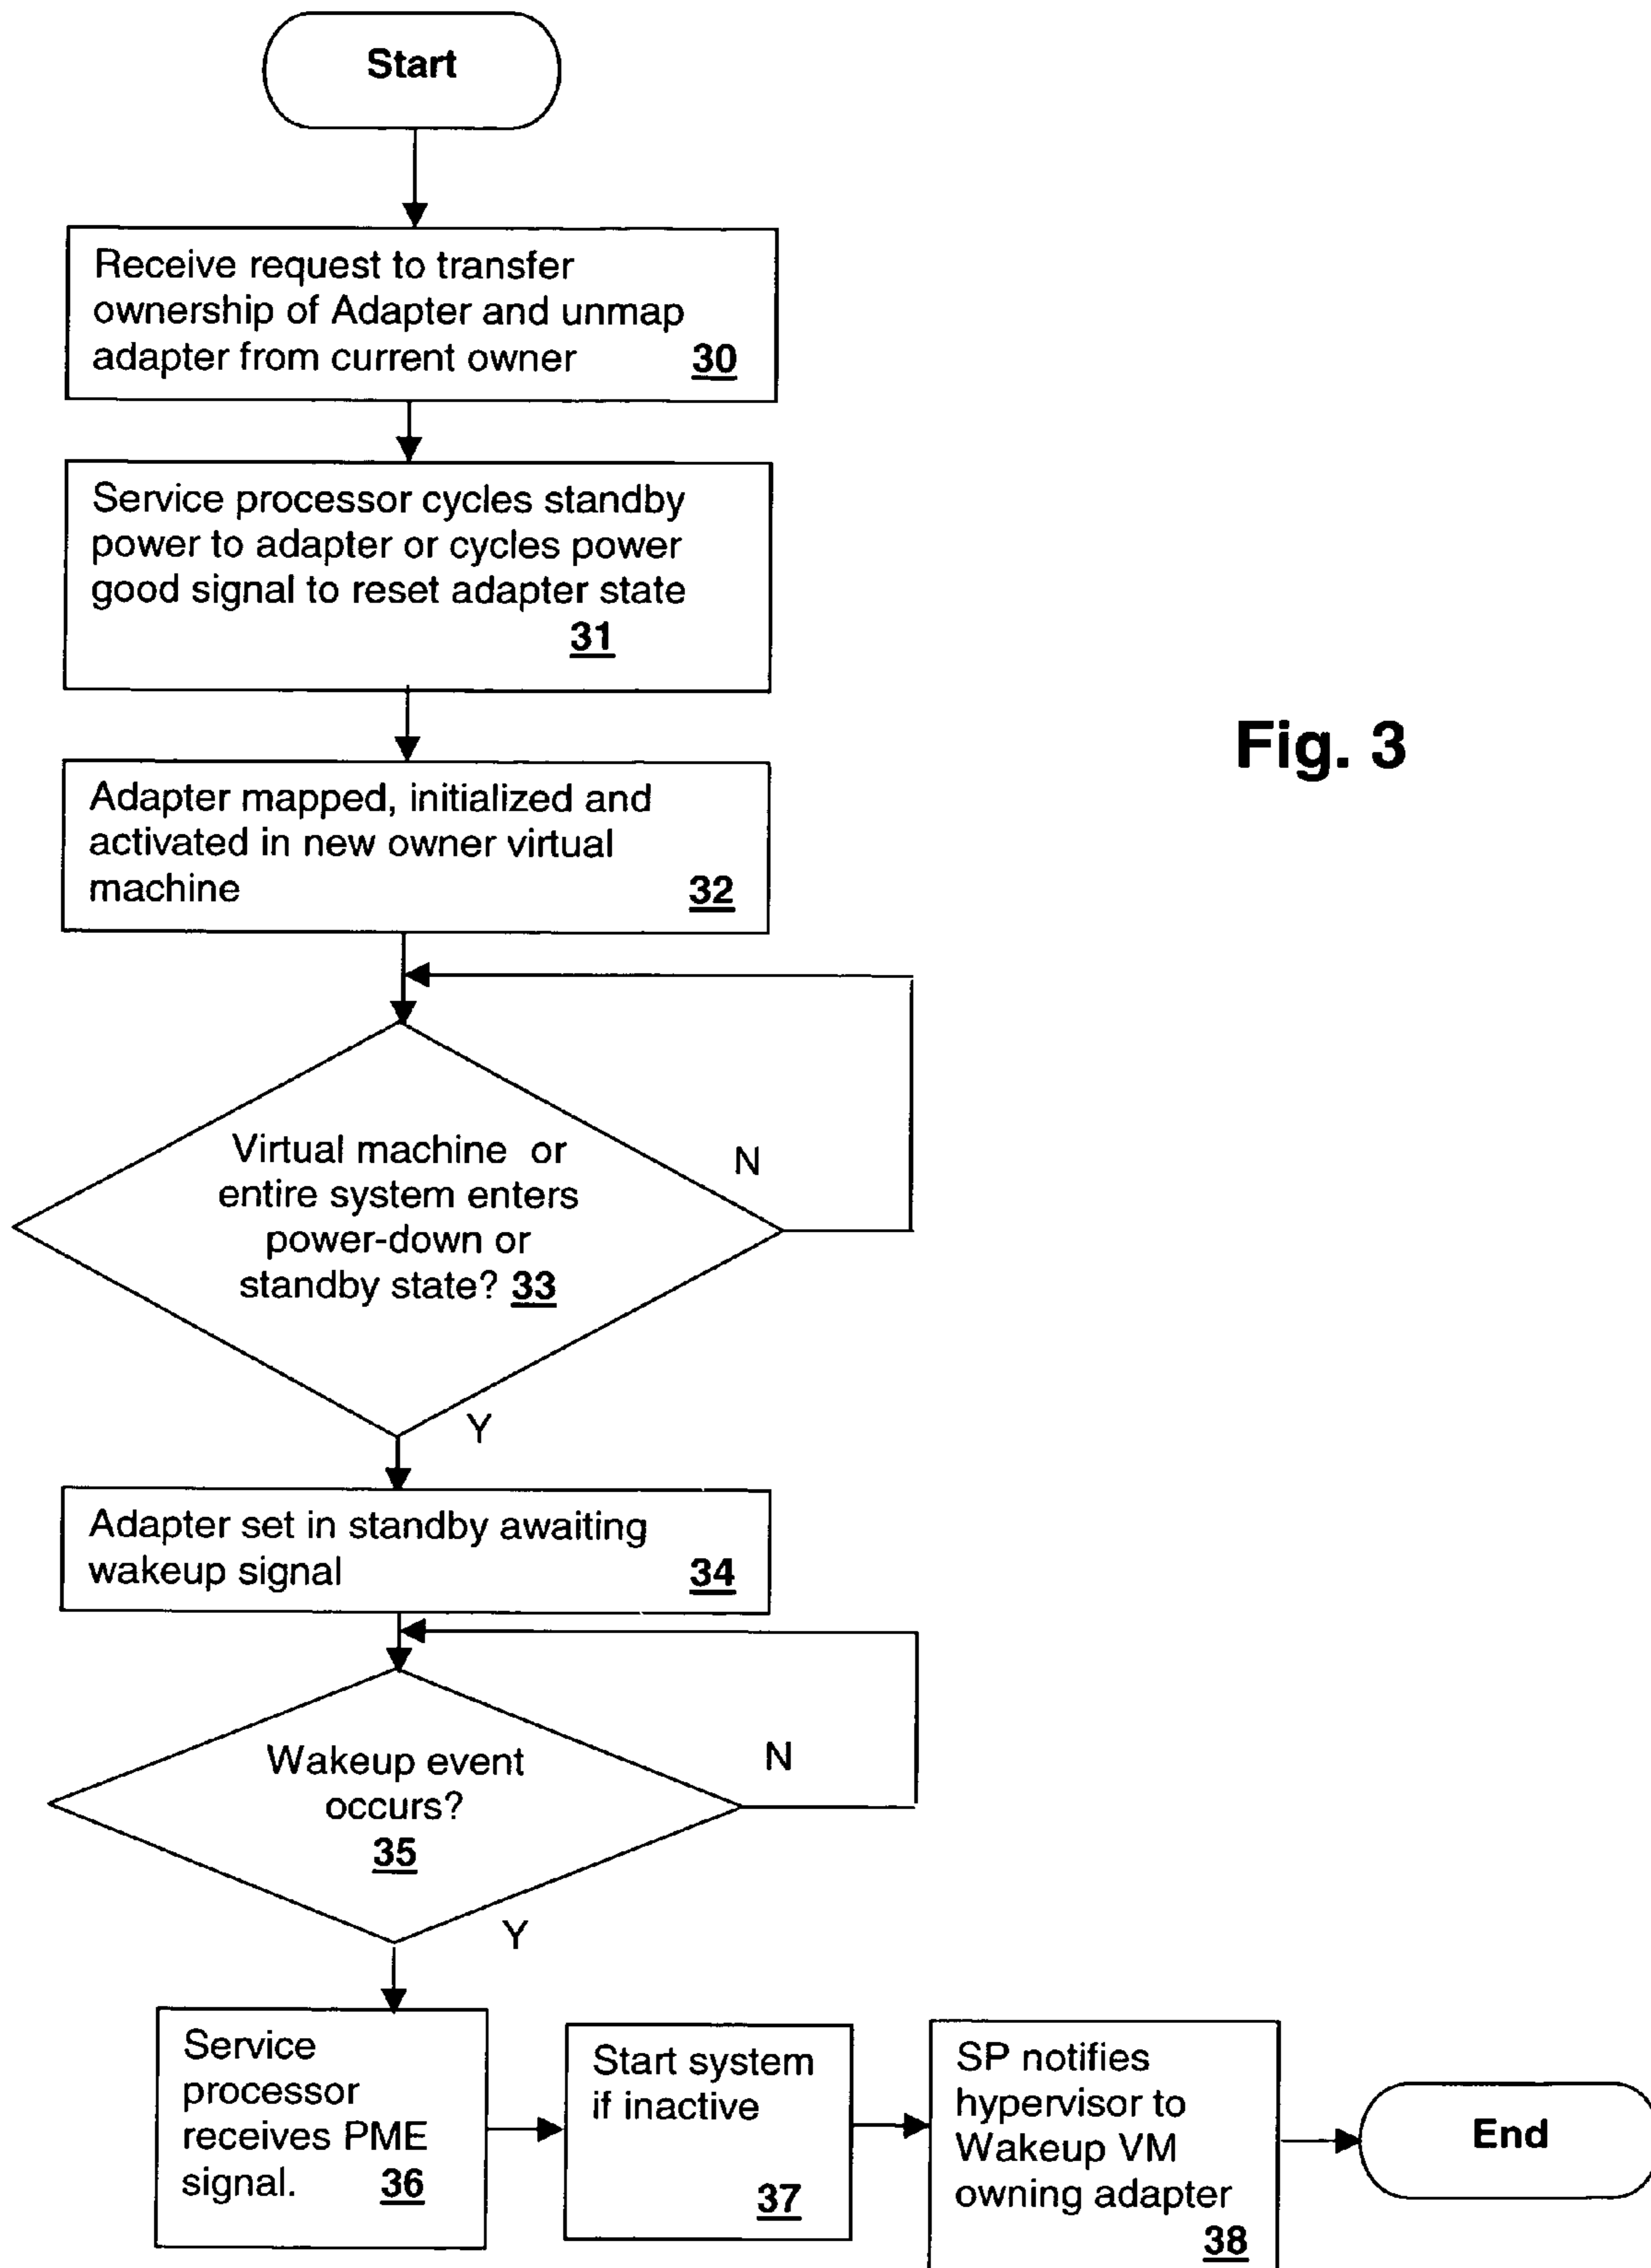 Start
Receive request to transfer
ownership of Adapter and unmap
adapter from current owner 30
Service processor cycles standby
power to adapter or cycles power
good signal to reset adapter state
31
Fig. 3
Adapter mapped, initialized and
activated in new owner virtual
machine 32
Virtual machine or
entire system enters
power-down or
standby state? 33
N
Y
Adapter set in standby awaiting
wakeup signal 34
Wakeup event
occurs?
35
N
Y
Service
processor
receives PME
signal. 36
Start system
if inactive
37
SP notifies
hypervisor to
Wakeup VM
owning adapter
38
End